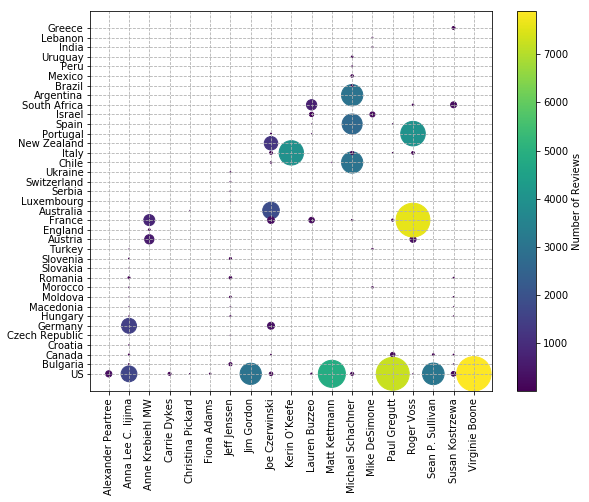 Greece
Lebanon
India
Uruguay
Peru
Mexico
Brazil
Argentina
South Africa
Israel
Spain
Portugal
New Zealand
Italy
Chile
Ukraine
Switzerland
Serbia
Luxembourg
Australia
France
England
Austria
Turkey
Slovenia
Slovakia
Romania
Morocco
Moldova
Macedonia
Hungary
Germany
Czech Republic
Croatia
Canada
Bulgaria
US
Alexander Peartree
Anna Lee C. Iijima
Anne Krebiehl MW
Carrie Dykes
Christina Pickard
Fiona Adams
Jeff Jenssen
Jim Gordon
Joe Czerwinski
Kerin O'Keefe
Lauren Buzzeo
Matt Kettmann
Michael Schachner
Mike DeSimone
Paul Gregutt
Roger Voss
Sean P. Sullivan
Susan Kostrzewa
Virginie Boone
7000
6000
5000
4000
3000
2000
1000
Number of Reviews